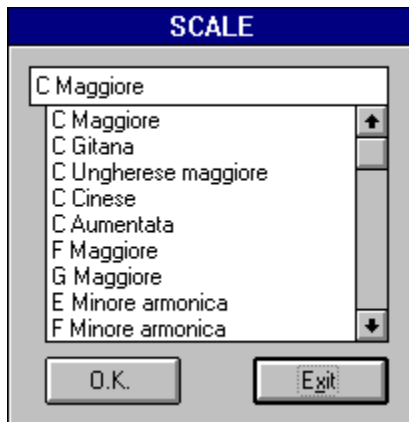 SCALE
C Maggiore
C Maggiore
C Gitana
C Ungherese maggiore
C Cinese
C Aumentata
F Maggiore
G Maggiore
E Minore armonica
F Minore armonica
O.K.
Exit